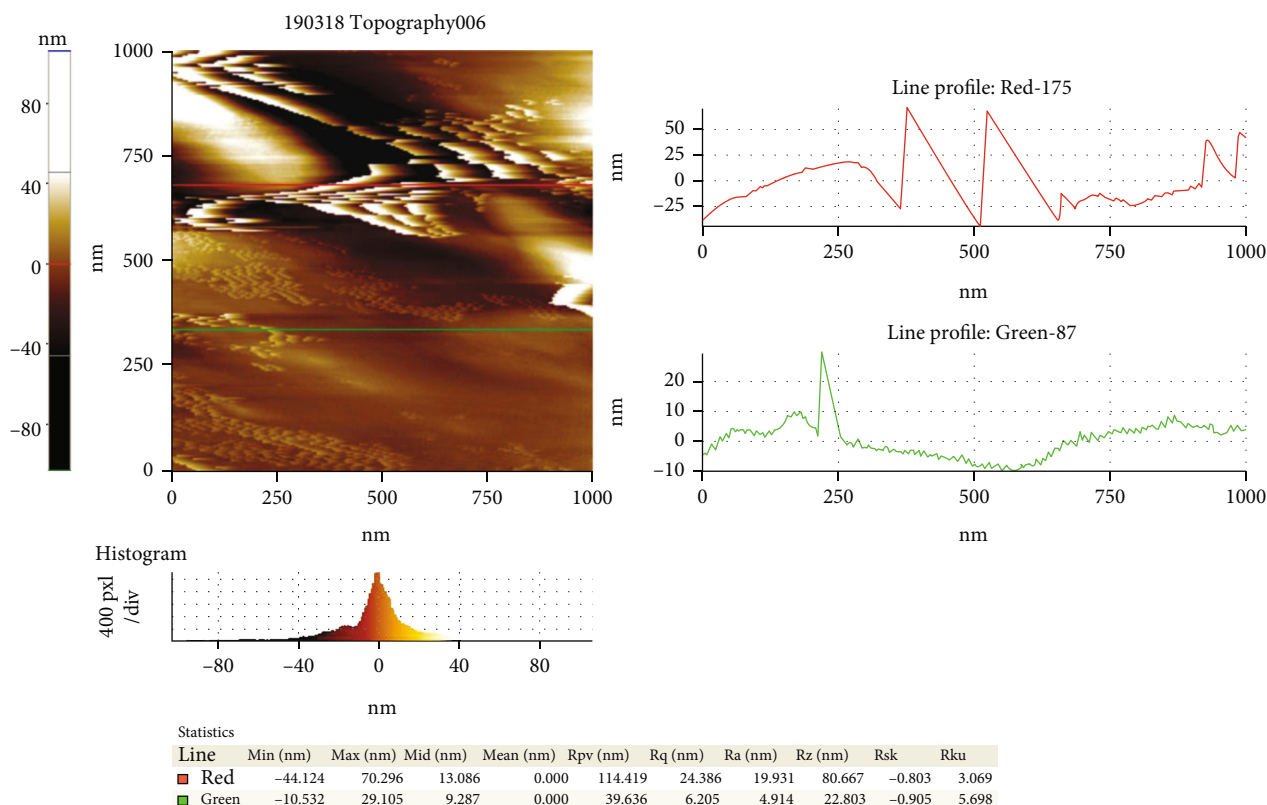 190318 Topography006
nm
80
40
0
−40
−80
1000
750
500
250
0
nm
0
250
500
750
1000
nm
Line profile: Red-175
nm
50
25
0
−25
0
250
500
750
1000
nm
Line profile: Green-87
nm
20
10
0
−10
0
250
500
750
1000
nm
Histogram
400 pxl
/div
−80
−40
0
40
80
nm
Statistics
Line Min (nm) Max (nm) Mid (nm) Mean (nm) Rpv (nm) Rq (nm) Ra (nm) Rz (nm) Rsk Rku
Red −44.124 70.296 13.086 0.000 114.419 24.386 19.931 80.667 −0.803 3.069
Green −10.532 29.105 9.287 0.000 39.636 6.205 4.914 22.803 −0.905 5.698